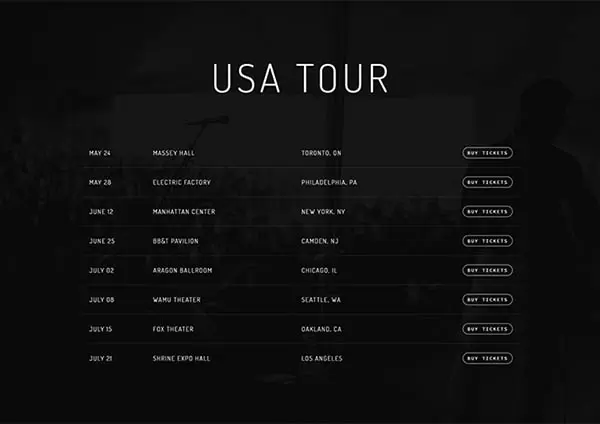 USA TOUR
MAY 24 MASSEY HALL TORONTO, ON BUY TICKETS
MAY 28 ELECTRIC FACTORY PHILADELPHIA, PA BUY TICKETS
JUNE 12 MANHATTAN CENTER NEW YORK, NY BUY TICKETS
JUNE 25 BB&T PAVILION CAMDEN, NJ BUY TICKETS
JULY 02 ARAGON BALLROOM CHICAGO, IL BUY TICKETS
JULY 08 WAMU THEATER SEATTLE, WA BUY TICKETS
JULY 15 FOX THEATER OAKLAND, CA BUY TICKETS
JULY 21 SHRINE EXPO HALL LOS ANGELES BUY TICKETS